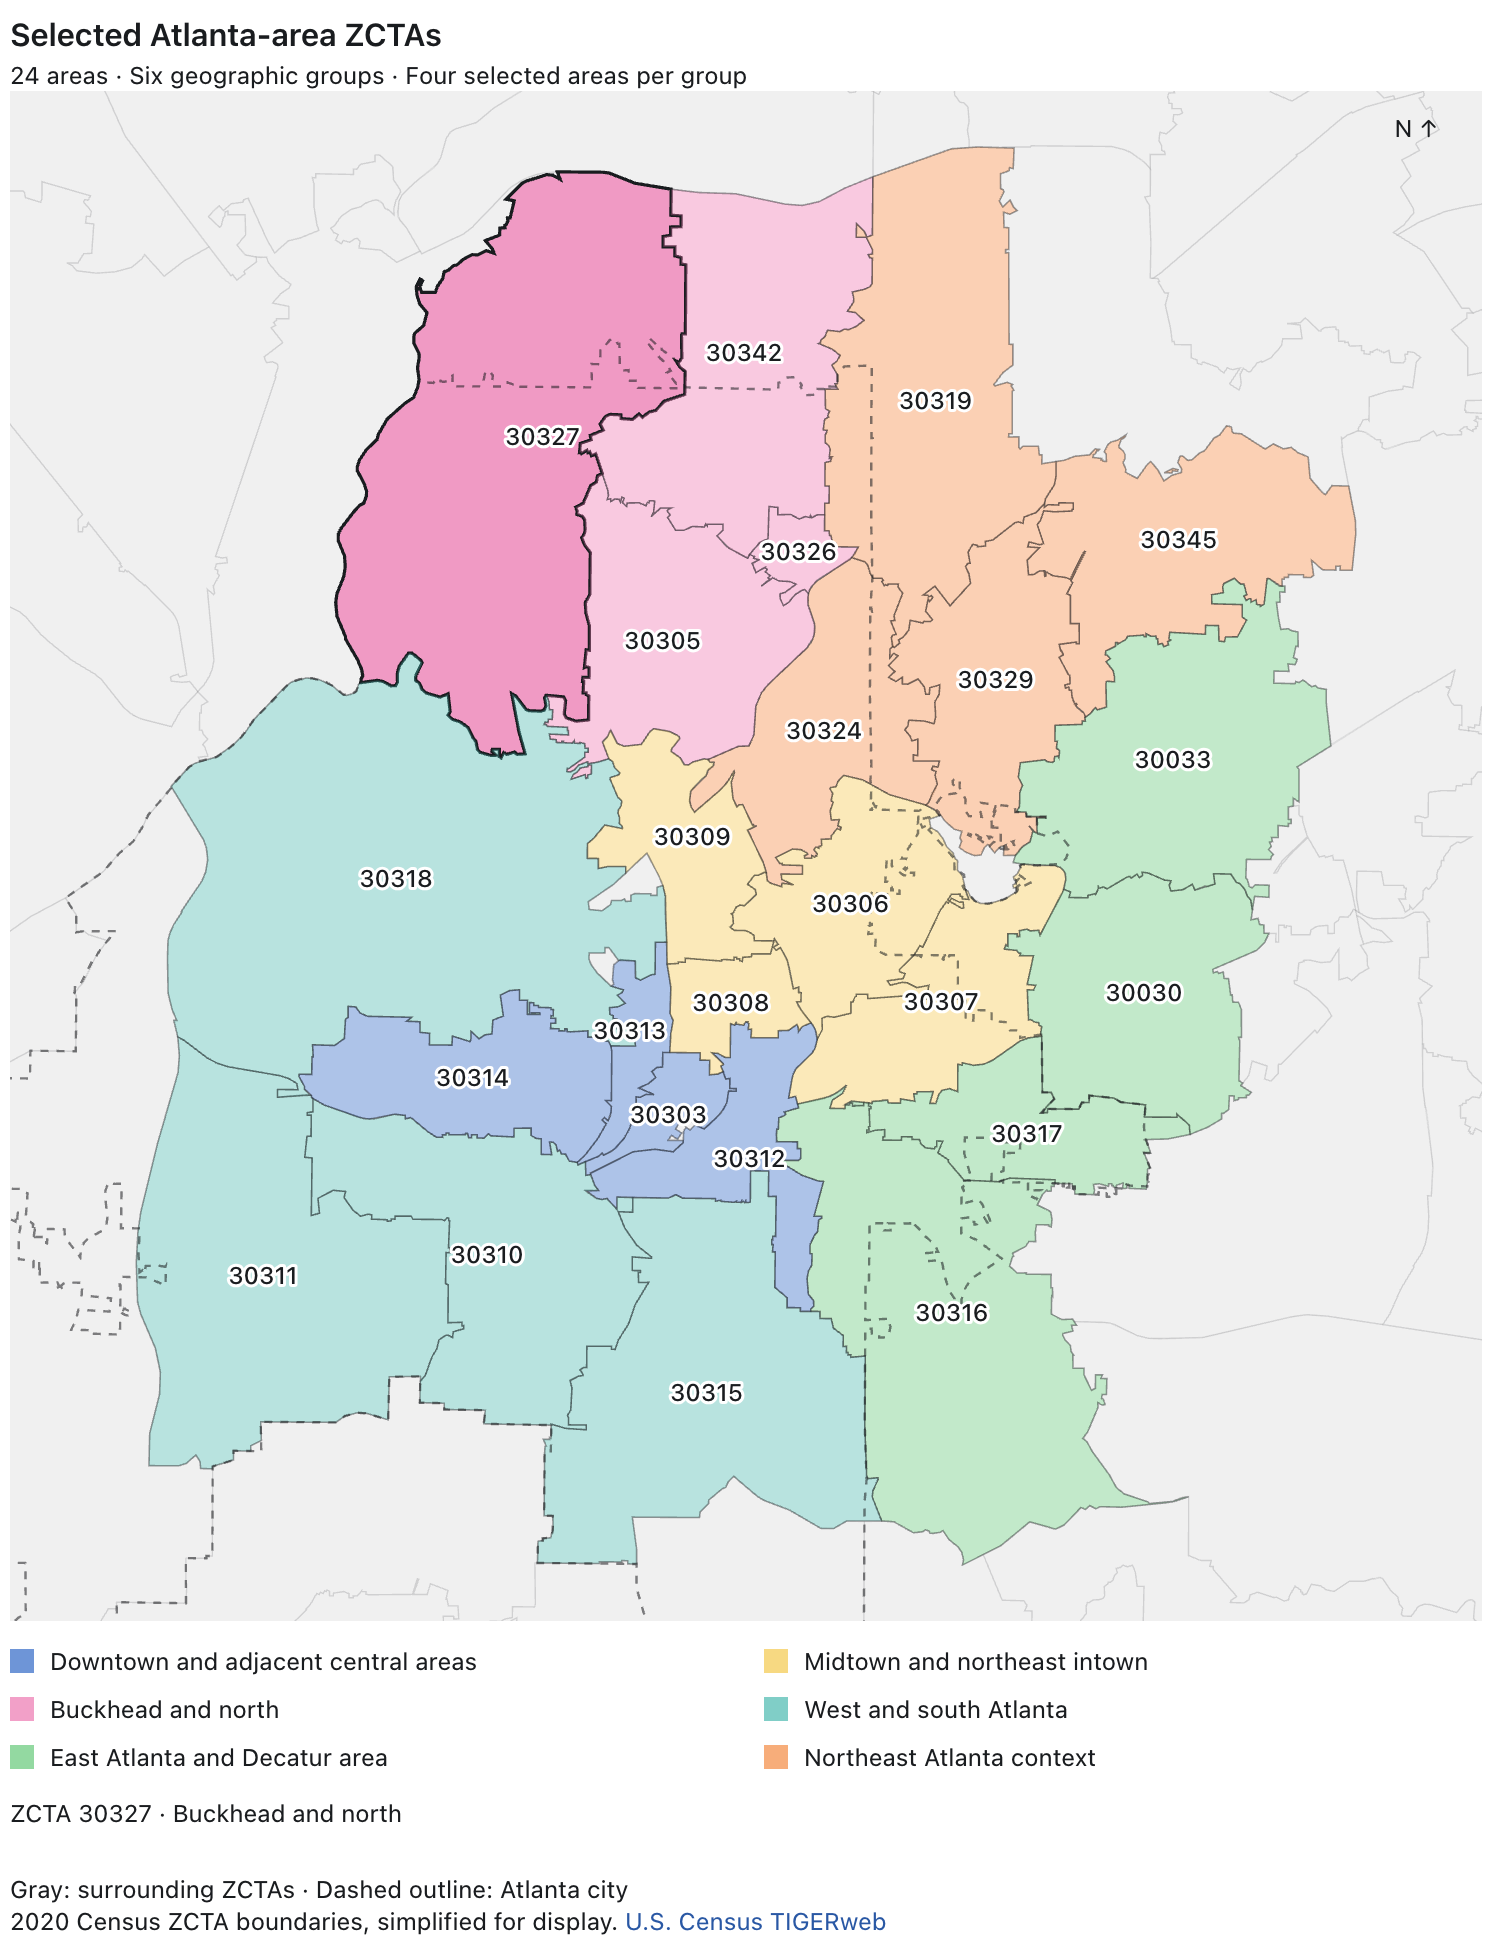 Selected Atlanta-area ZCTAs
24 areas · Six geographic groups · Four selected areas per group
N ↑
30342
30319
30327
30345
30326
30305
30329
30324
30033
30309
30318
30306
30030
30308
30307
30313
30314
30303
30317
30312
30310
30311
30316
30315
Downtown and adjacent central areas
Midtown and northeast intown
Buckhead and north
West and south Atlanta
East Atlanta and Decatur area
Northeast Atlanta context
ZCTA 30327 · Buckhead and north
Gray: surrounding ZCTAs · Dashed outline: Atlanta city
2020 Census ZCTA boundaries, simplified for display. U.S. Census TIGERweb